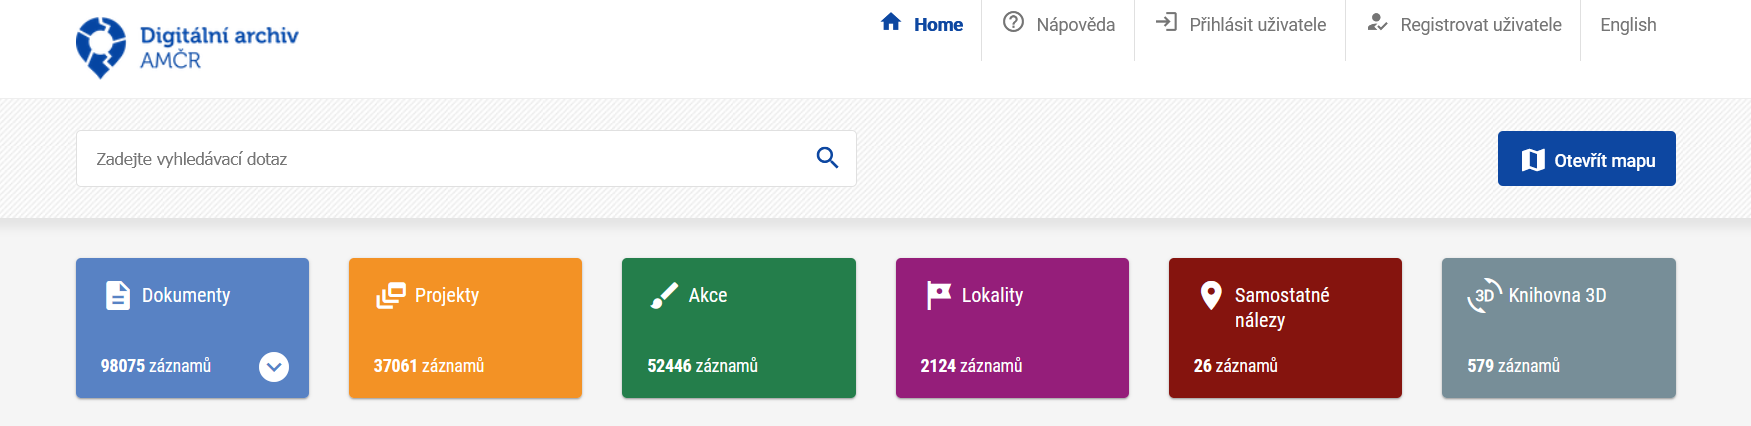 Digitální archiv
AMČR
Home
Nápověda
Přihlásit uživatele
Registrovat uživatele
English
Zadejte vyhledávací dotaz
Otevřít mapu
Dokumenty
98075 záznamů
Projekty
37061 záznamů
Akce
52446 záznamů
Lokality
2124 záznamů
Samostatné
nálezy
26 záznamů
3D
Knihovna 3D
579 záznamů